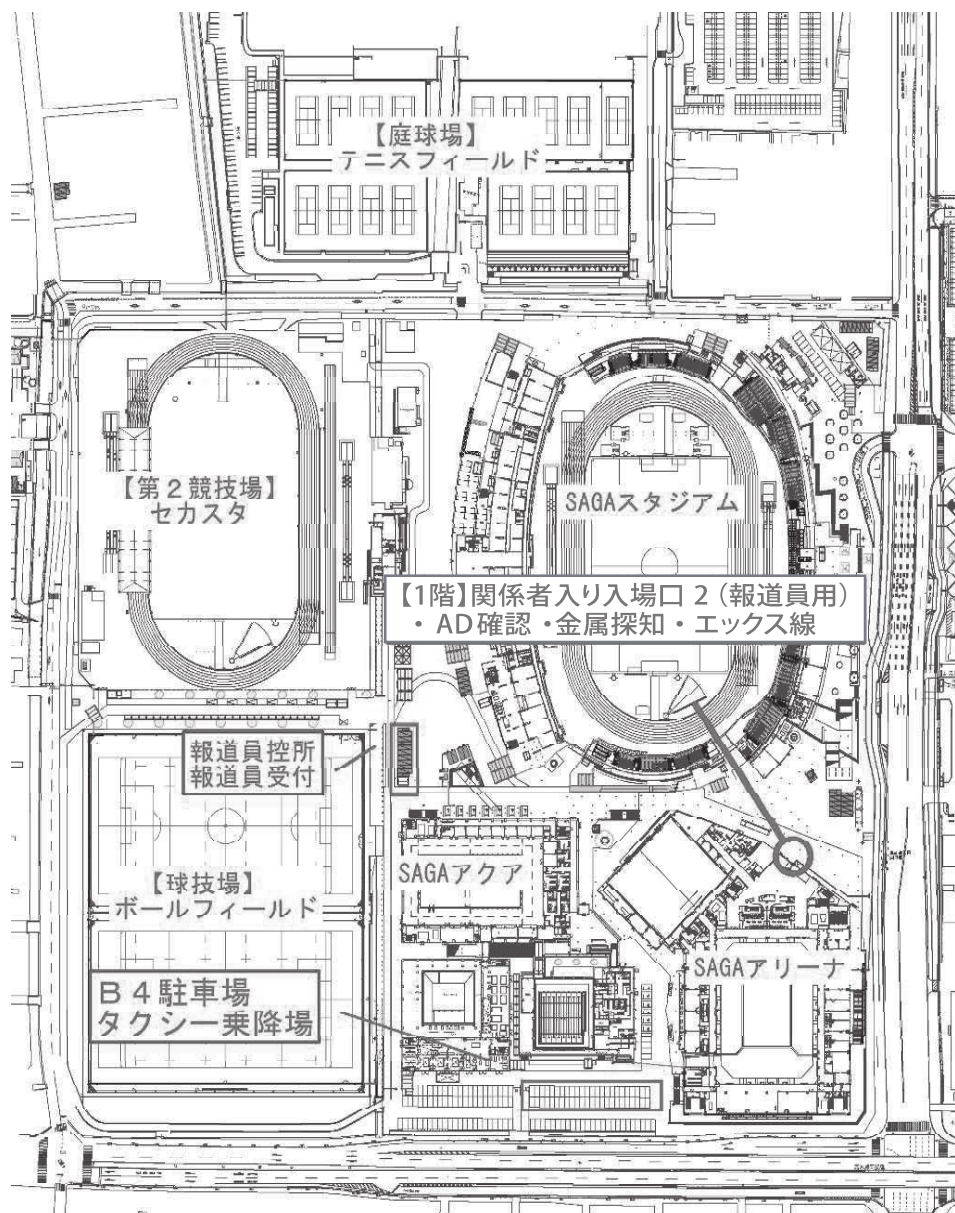 【庭球場】
テニスフィールド
【第2競技場】
セカスタ
SAGAスタジアム
【1階】関係者入り入場口 2（報道員用）
・AD確認・金属探知・エックス線
報道員控所
報道員受付
SAGAアクア
【球技場】
ボールフィールド
SAGAアリーナ
B4駐車場
タクシー乗降場